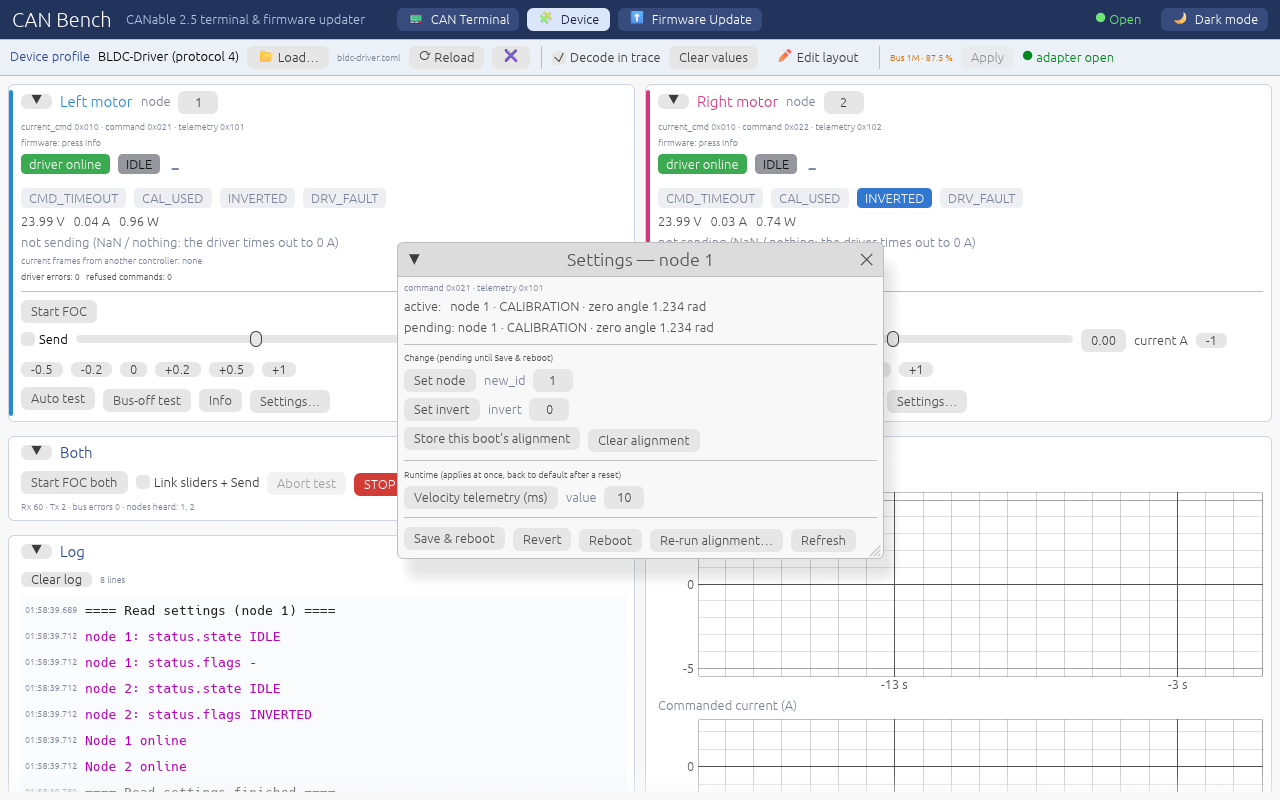 CAN Bench CANable 2.5 terminal & firmware updater CAN Terminal Device Firmware Update Open Dark mode
Device profile BLDC-Driver (protocol 4) Load... bldc-driver.toml Reload Decode in trace Clear values Edit layout Bus 1M · 87.5 % Apply adapter open
Left motor node 1
current_cmd 0x010 · command 0x021 · telemetry 0x101
firmware: press Info
driver online IDLE –
CMD_TIMEOUT CAL_USED INVERTED DRV_FAULT
23.99 V 0.04 A 0.96 W
not sending (NaN / nothing: the driver times out to 0 A)
current frames from another controller: none
driver errors: 0 refused commands: 0
Start FOC
Send
-0.5 -0.2 0 +0.2 +0.5 +1
Auto test Bus-off test Info Settings...
Right motor node 2
current_cmd 0x010 · command 0x022 · telemetry 0x102
firmware: press Info
driver online IDLE –
CMD_TIMEOUT CAL_USED INVERTED DRV_FAULT
23.99 V 0.03 A 0.74 W
not sending (NaN / nothing: the driver times out to 0 A)
0.00 current A -1
+1
Settings...
Settings — node 1
command 0x021 · telemetry 0x101
active: node 1 · CALIBRATION · zero angle 1.234 rad
pending: node 1 · CALIBRATION · zero angle 1.234 rad
Change (pending until Save & reboot)
Set node new_id 1
Set invert invert 0
Store this boot's alignment Clear alignment
Runtime (applies at once, back to default after a reset)
Velocity telemetry (ms) value 10
Save & reboot Revert Reboot Re-run alignment... Refresh
Both
Start FOC both Link sliders + Send Abort test STOP
Rx 60 · Tx 2 · bus errors 0 · nodes heard: 1, 2
Log
Clear log 8 lines
01:58:39.689 ==== Read settings (node 1) ====
01:58:39.712 node 1: status.state IDLE
01:58:39.712 node 1: status.flags -
01:58:39.712 node 2: status.state IDLE
01:58:39.712 node 2: status.flags INVERTED
01:58:39.712 Node 1 online
01:58:39.712 Node 2 online
==== Read settings finished ====
0
-5
-13 s -3 s
Commanded current (A)
0